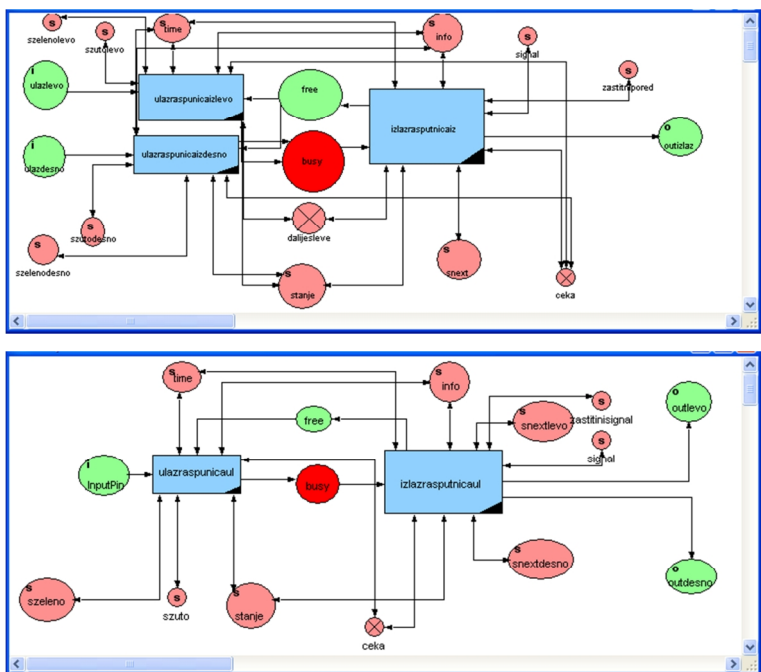 s
szelenolevo
s
szutolevo
s
time
s
info
s
signal
s
zastitnipored
i
ulazlevo
ulazraspunicaizlevo
free
izlazrasputnicaiz
i
ulazdesno
ulazraspunicaizdesno
busy
o
outizlaz
s
szutodesno
s
szelenodesno
dalijesleve
s
stanje
s
snext
ceka
s
time
s
info
free
s
snextlevo
s
zastitinisignal
s
signal
o
outlevo
i
InputPin
ulazraspunicaul
busy
izlazrasputnicaul
s
snextdesno
o
outdesno
s
szeleno
s
szuto
s
stanje
ceka